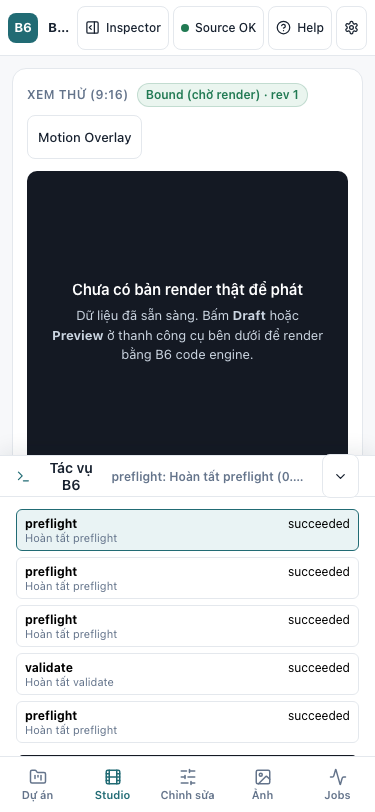 B6 B... Inspector Source OK Help
XEM THỬ (9:16) Bound (chờ render) · rev 1
Motion Overlay
Chưa có bản render thật để phát
Dữ liệu đã sẵn sàng. Bấm Draft hoặc
Preview ở thanh công cụ bên dưới để render
bằng B6 code engine.
Tác vụ
B6
preflight: Hoàn tất preflight (0....
preflight succeeded
Hoàn tất preflight
preflight succeeded
Hoàn tất preflight
preflight succeeded
Hoàn tất preflight
validate succeeded
Hoàn tất validate
preflight succeeded
Hoàn tất preflight
Dự án Studio Chỉnh sửa Ảnh Jobs